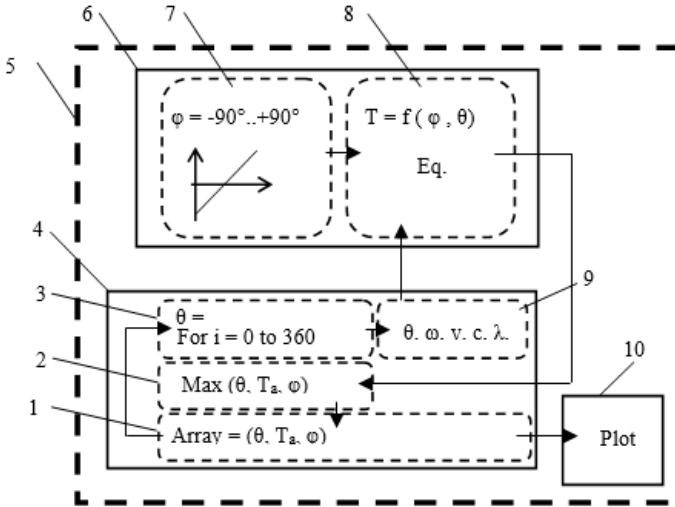 6 7 8
5
φ = -90°..+90°
T = f ( φ , θ)
Eq.
4
3
θ =
For i = 0 to 360
θ. ω. v. c. λ.
9
2
Max (θ, Tₐ, φ)
10
1
Array = (θ, Tₐ, φ)
Plot